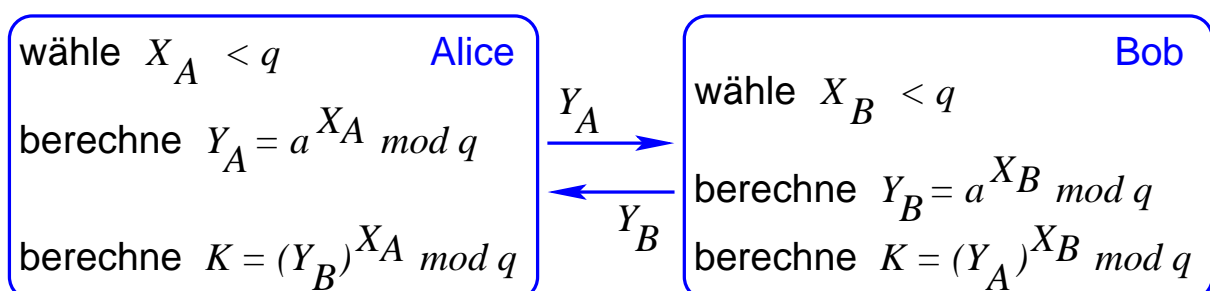 wähle X_A < q Alice
berechne Y_A = a^{X_A} mod q
berechne K = (Y_B)^{X_A} mod q
Y_A
Y_B
Bob
wähle X_B < q
berechne Y_B = a^{X_B} mod q
berechne K = (Y_A)^{X_B} mod q